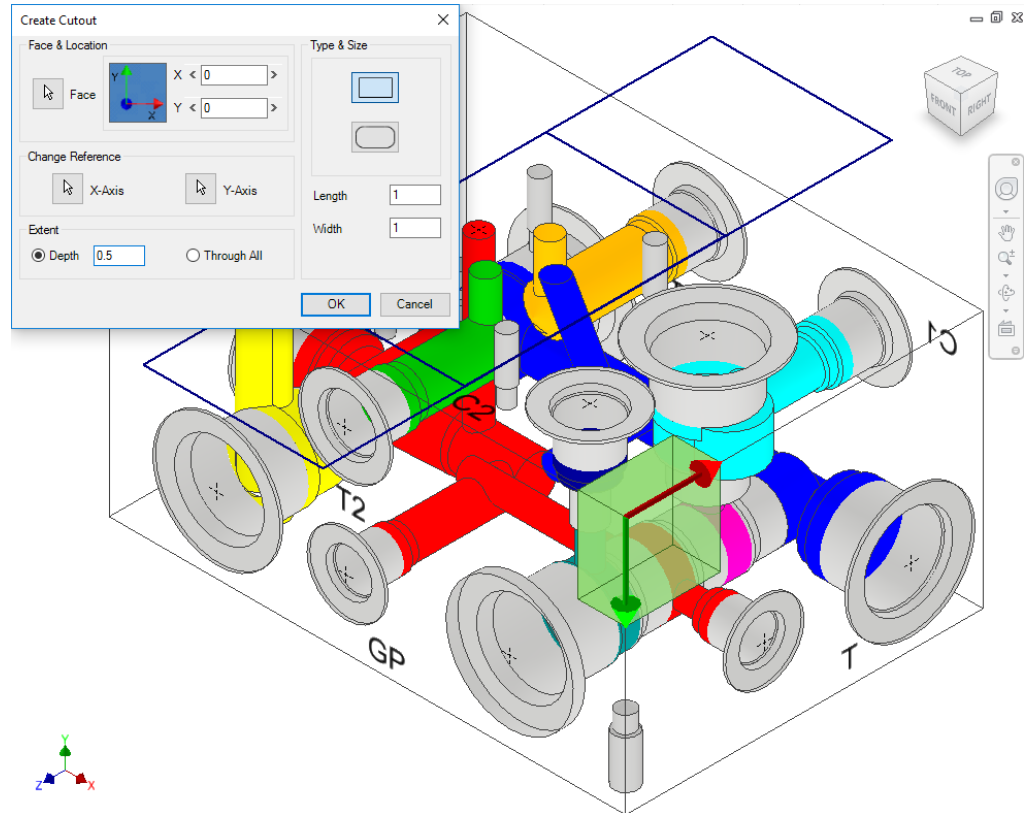 Create Cutout
Face & Location
Face
Y
X
X < 0 >
Y < 0 >
Change Reference
X-Axis
Y-Axis
Extent
Depth 0.5
Through All
Type & Size
Length 1
Width 1
OK
Cancel
TOP
FRONT
RIGHT
C1
C2
T2
GP
T
Y
Z
X